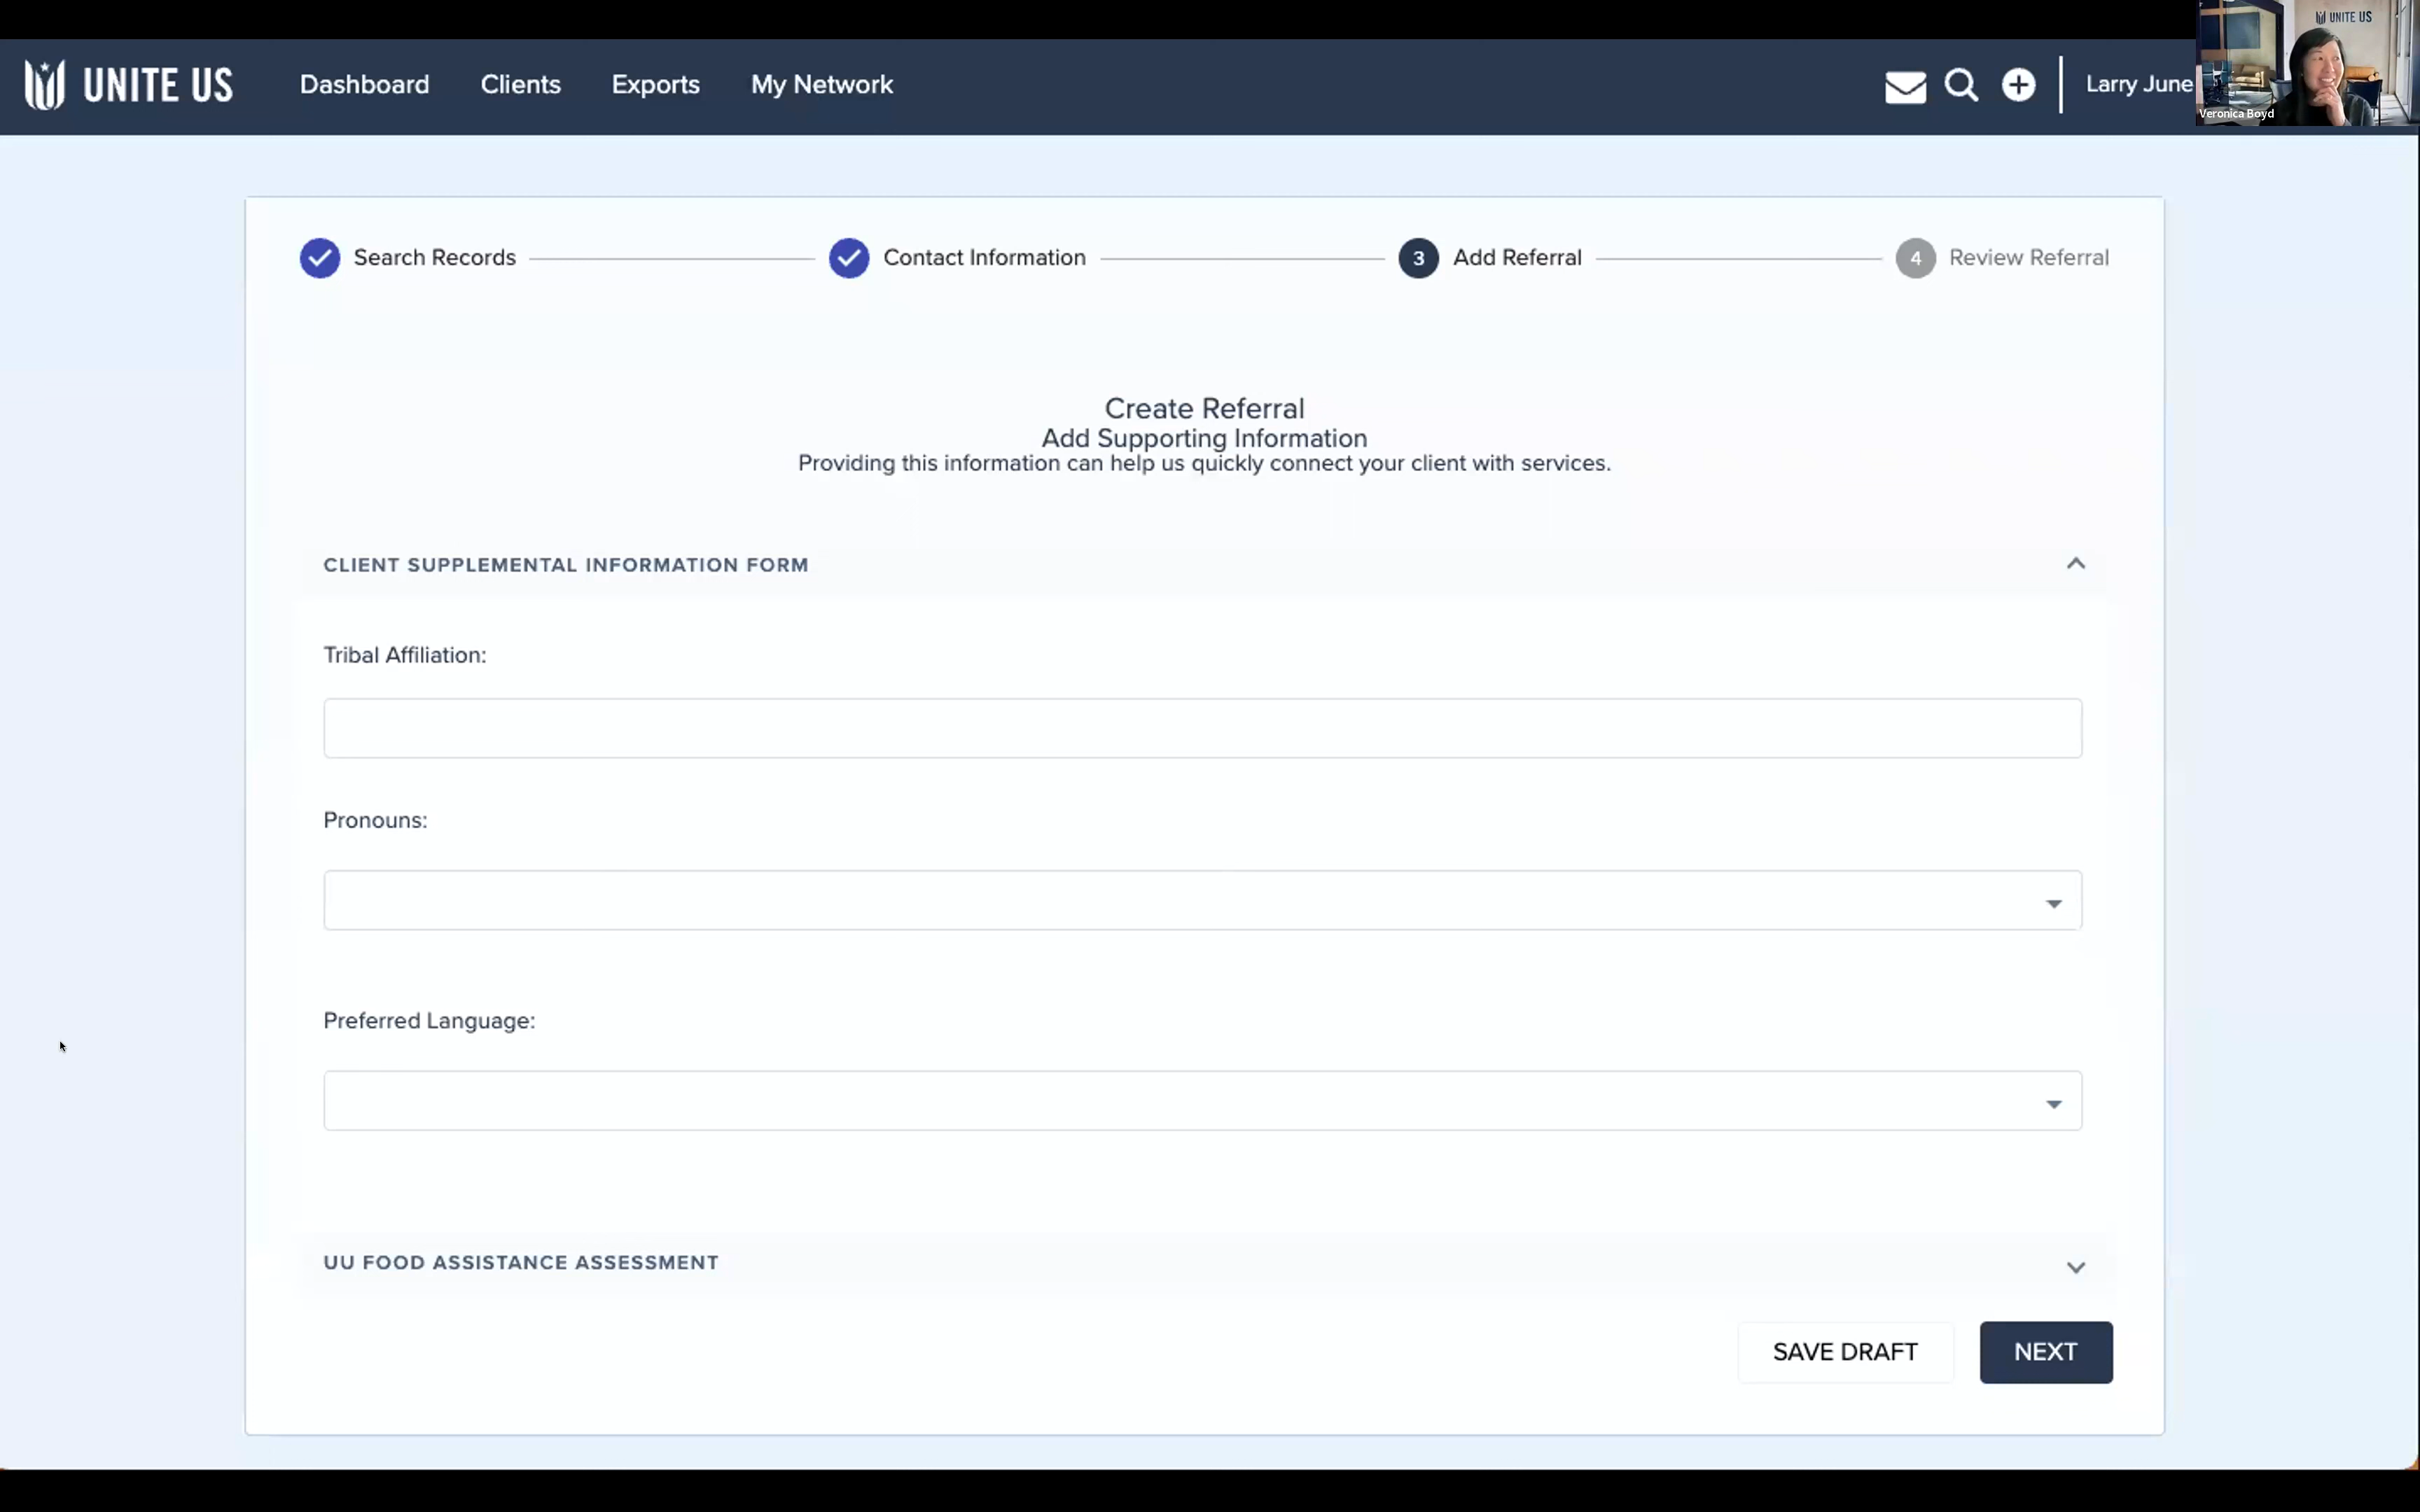 UNITE US
Dashboard
Clients
Exports
My Network
Larry June
UNITE US
Veronica Boyd
Search Records
Contact Information
3
Add Referral
4
Review Referral
Create Referral
Add Supporting Information
Providing this information can help us quickly connect your client with services.
CLIENT SUPPLEMENTAL INFORMATION FORM
Tribal Affiliation:
Pronouns:
Preferred Language:
UU FOOD ASSISTANCE ASSESSMENT
SAVE DRAFT
NEXT